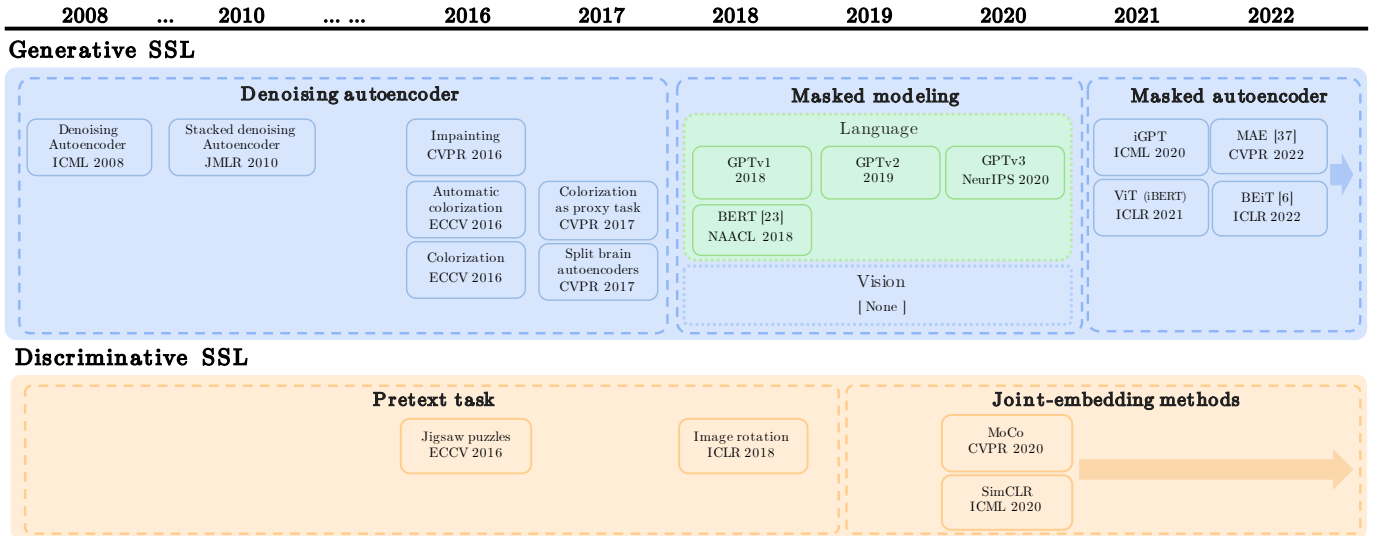 2008 ... 2010 ... ... 2016 2017 2018 2019 2020 2021 2022
Generative SSL
Denoising autoencoder
Denoising
Autoencoder
ICML 2008
Stacked denoising
Autoencoder
JMLR 2010
Impainting
CVPR 2016
Automatic
colorization
ECCV 2016
Colorization
ECCV 2016
Colorization
as proxy task
CVPR 2017
Split brain
autoencoders
CVPR 2017
Masked modeling
Language
GPTv1
2018
GPTv2
2019
GPTv3
NeurIPS 2020
BERT [23]
NAACL 2018
Vision
[ None ]
Masked autoencoder
iGPT
ICML 2020
MAE [37]
CVPR 2022
ViT (iBERT)
ICLR 2021
BEiT [6]
ICLR 2022
Discriminative SSL
Pretext task
Jigsaw puzzles
ECCV 2016
Image rotation
ICLR 2018
Joint-embedding methods
MoCo
CVPR 2020
SimCLR
ICML 2020